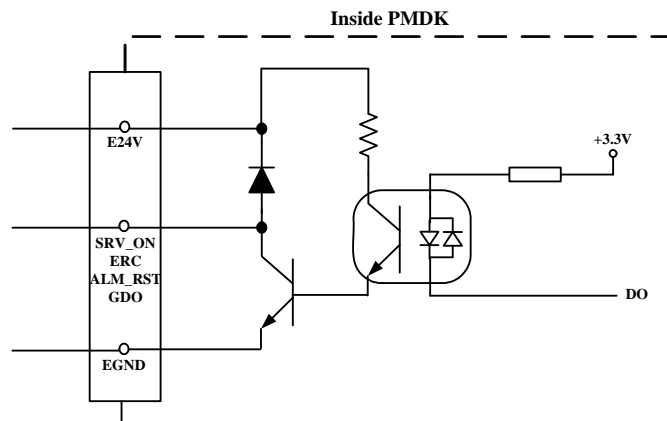 Inside PMDK
E24V
+3.3V
SRV_ON
ERC
ALM_RST
GDO
DO
EGND